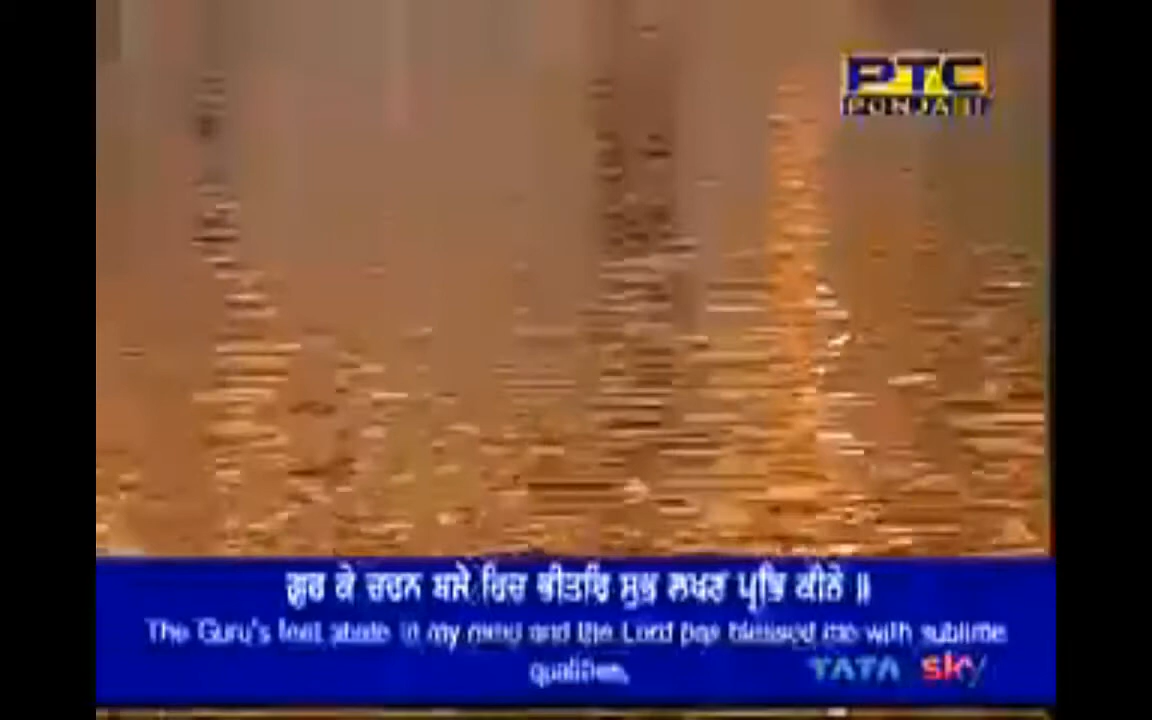 PTC
PUNJABI
ਗੁਰ ਕੇ ਚਰਨ ਬਸੇ ਰਿਦ ਭੀਤਰਿ ਸੁਭ ਲਖਣ ਪ੍ਰਭਿ ਕੀਨੇ ॥
The Guru's feet abide in my mind and the Lord has blessed me with sublime
qualities.
TATA sky